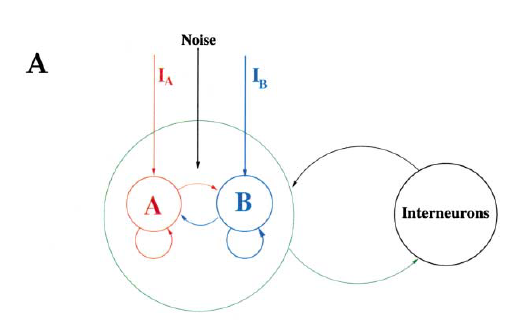 Noise
A
I_A
I_B
A
B
Interneurons